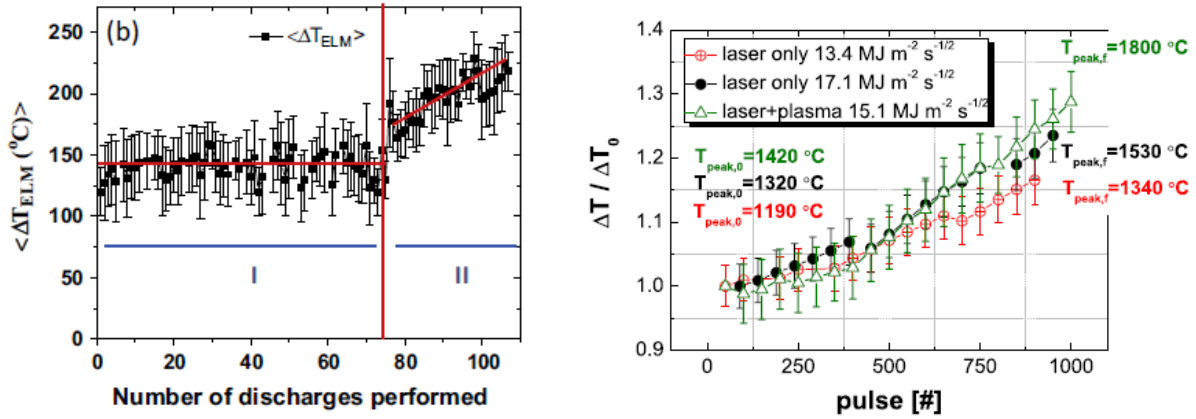 (b)
<ΔT_ELM>
<ΔT_ELM> (°C)
250
200
150
100
75
50
25
0
I
II
0
20
40
60
80
100
Number of discharges performed
laser only 13.4 MJ m⁻² s⁻¹/²
laser only 17.1 MJ m⁻² s⁻¹/²
laser+plasma 15.1 MJ m⁻² s⁻¹/²
T_peak,f=1800 °C
T_peak,0=1420 °C
T_peak,0=1320 °C
T_peak,0=1190 °C
T_peak,f=1530 °C
T_peak,f=1340 °C
ΔT / ΔT₀
1.4
1.3
1.2
1.1
1.0
0.9
0
250
500
750
1000
pulse [#]